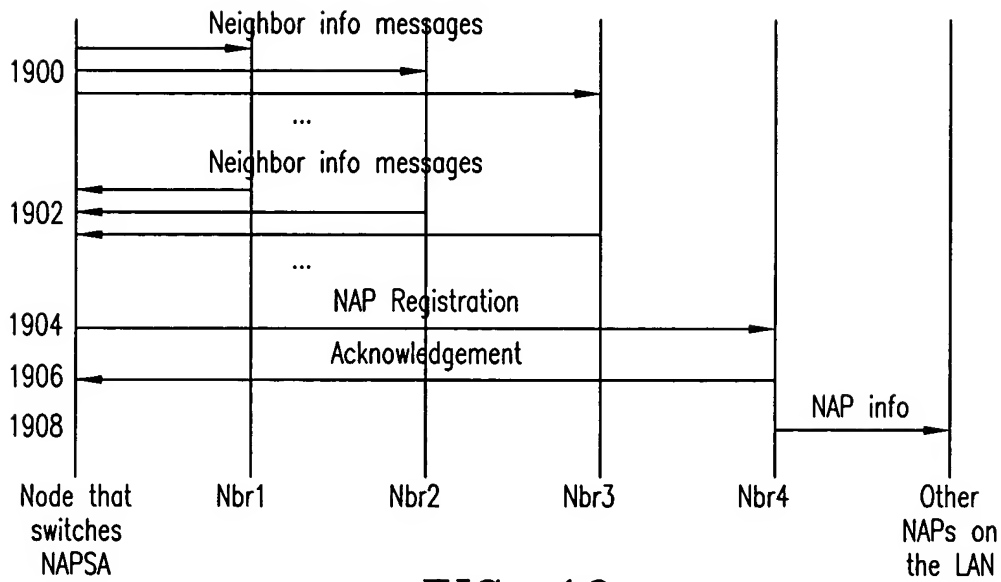 Neighbor info messages
1900
...
Neighbor info messages
1902
...
NAP Registration
1904
Acknowledgement
1906
NAP info
1908
Node that
switches
NAPSA
Nbr1
Nbr2
Nbr3
Nbr4
Other
NAPs on
the LAN